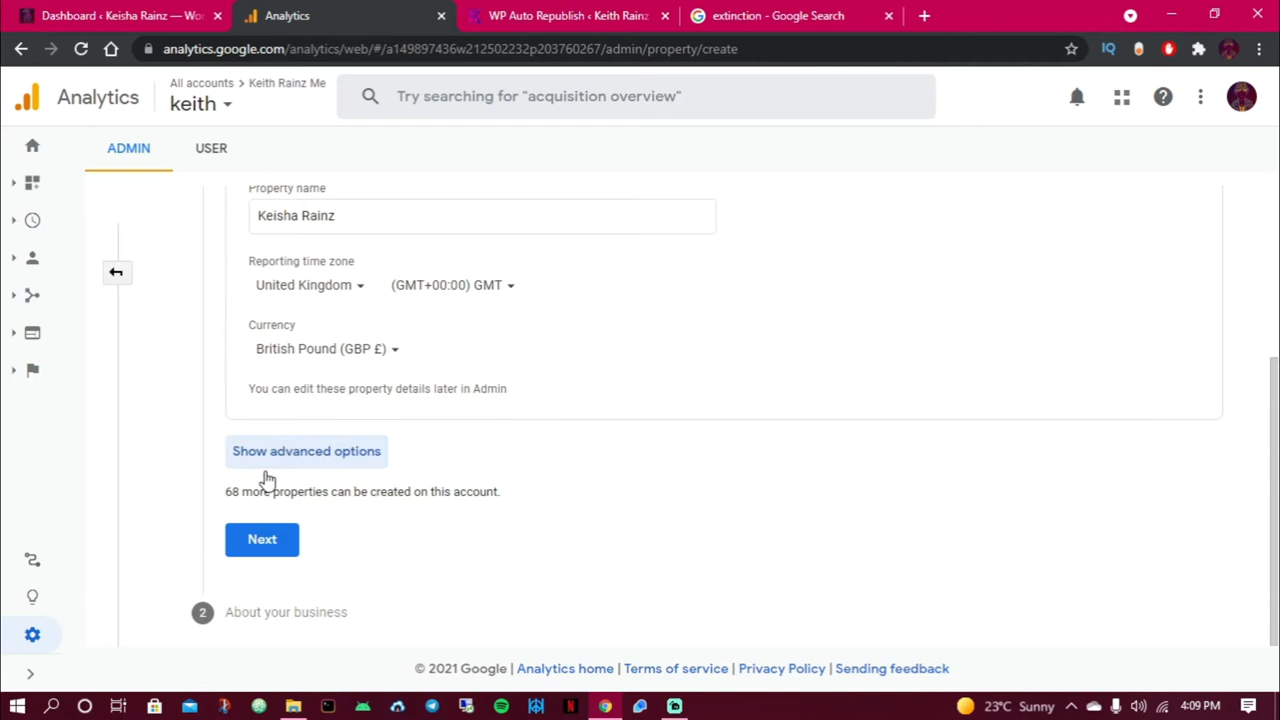 Dashboard ‹ Keisha Rainz — Wor
Analytics
WP Auto Republish ‹ Keith Rainz
extinction - Google Search
analytics.google.com/analytics/web/#/a149897436w212502232p203760267/admin/property/create
IQ
Analytics
All accounts > Keith Rainz Me
keith
Try searching for "acquisition overview"
ADMIN
USER
Property name
Keisha Rainz
Reporting time zone
United Kingdom
(GMT+00:00) GMT
Currency
British Pound (GBP £)
You can edit these property details later in Admin
Show advanced options
68 more properties can be created on this account.
Next
2
About your business
© 2021 Google | Analytics home | Terms of service | Privacy Policy | Sending feedback
23°C Sunny
4:09 PM